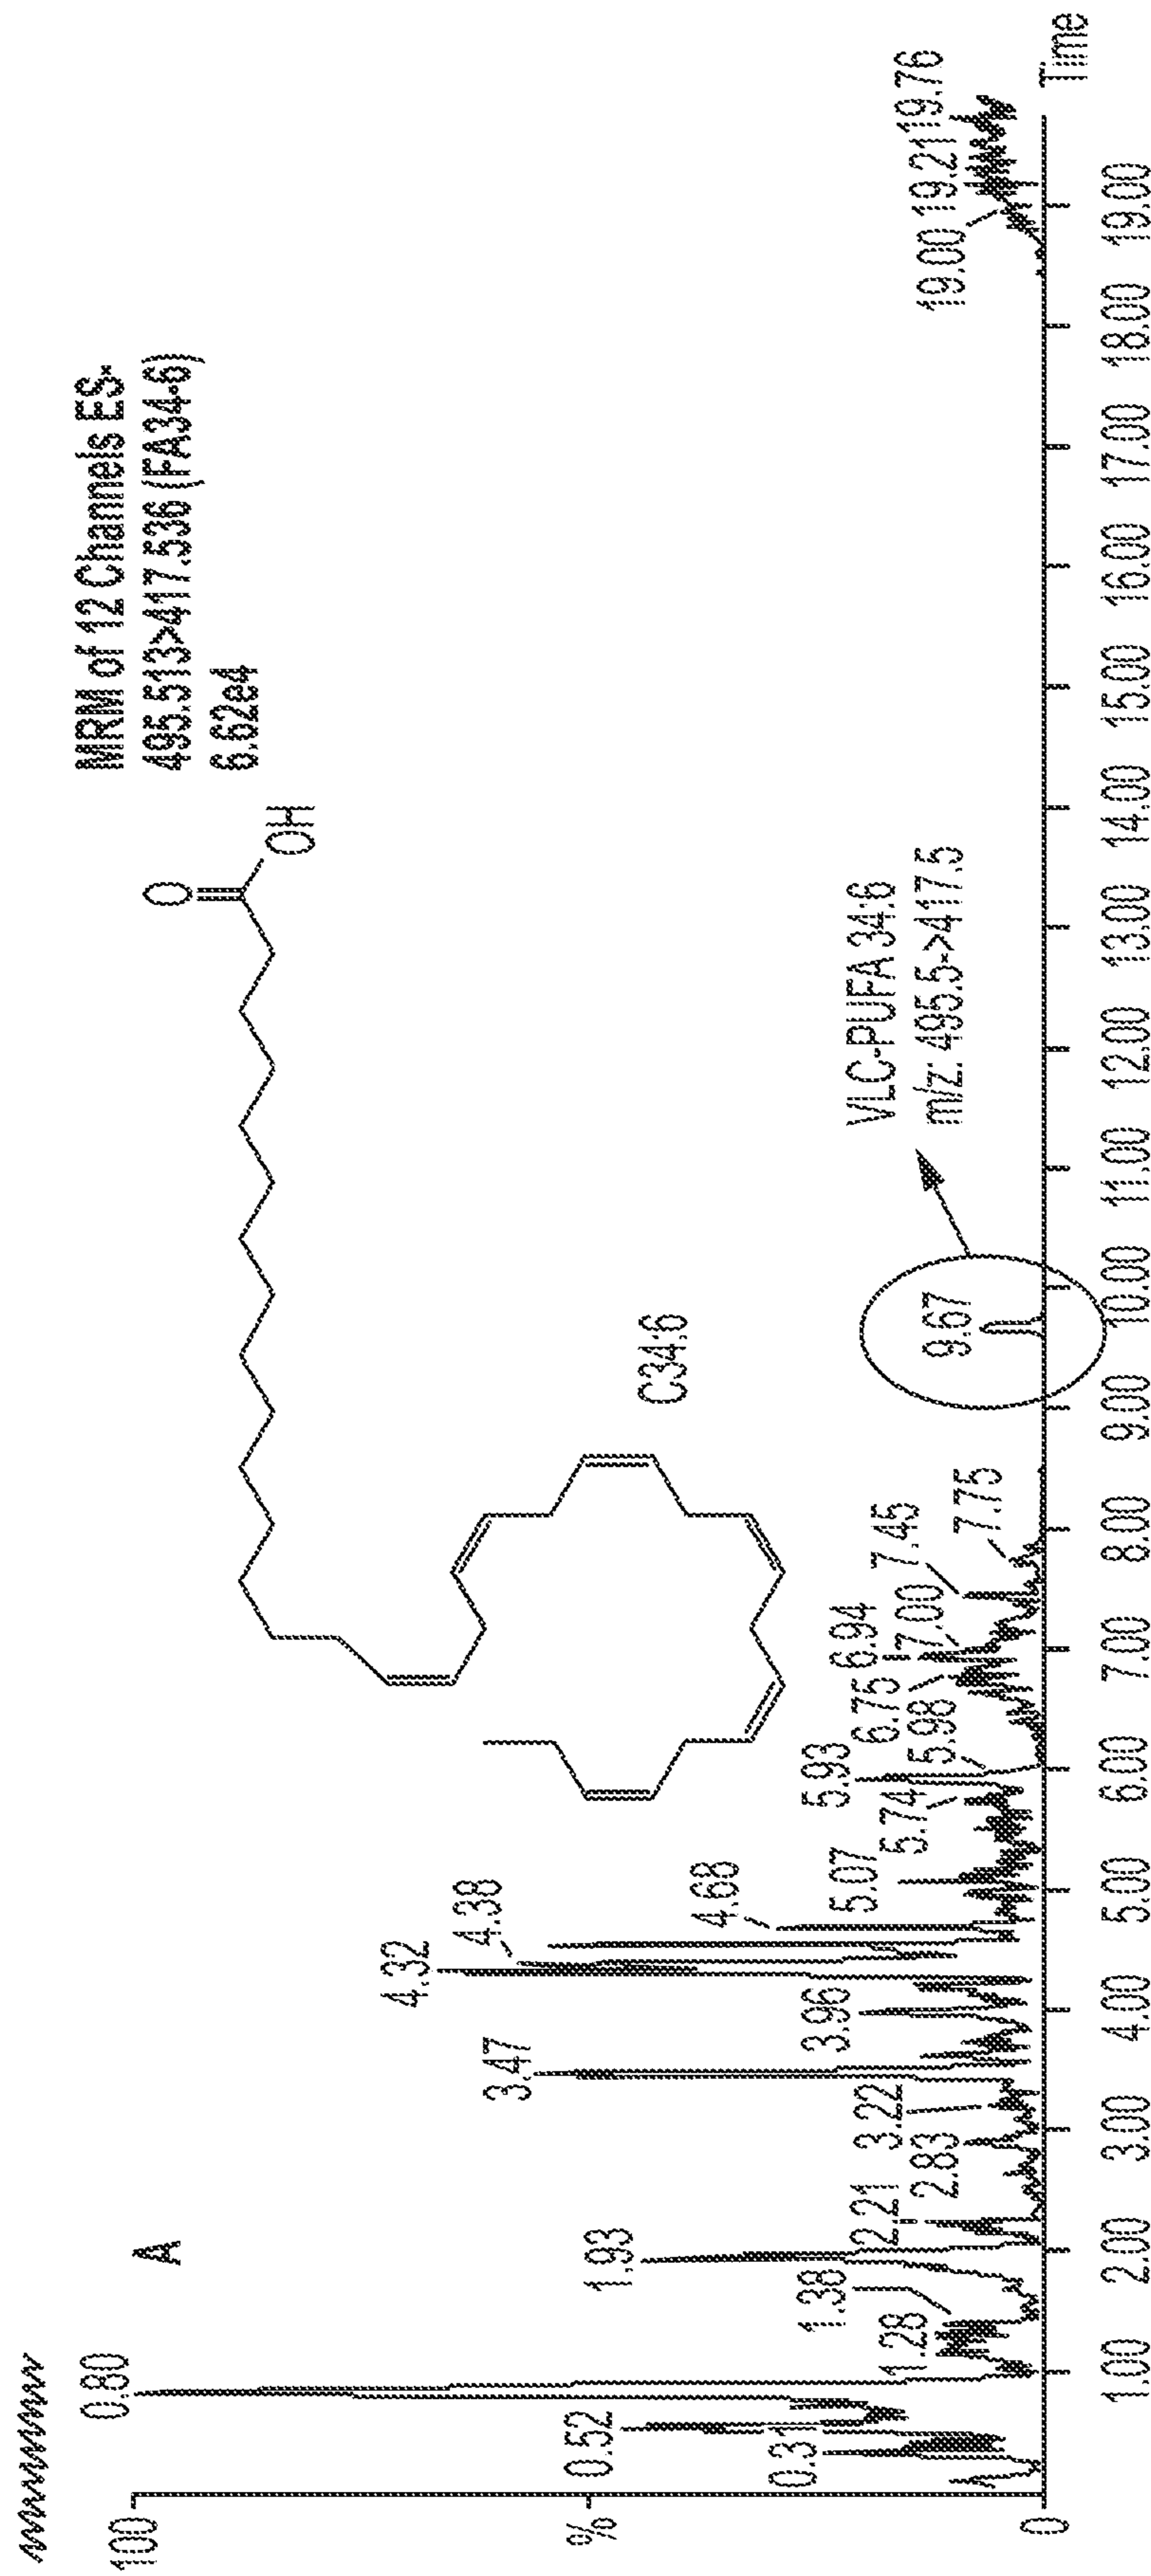 A
MRM of 12 Channels ES-
495.513>417.536 (FA34-6)
6.62e4
O
OH
C34:6
VLC-PUFA 34:6
m/z: 495.5->417.5
100
%
0
0.31
0.52
0.80
1.28
1.38
1.93
2.21
2.83
3.22
3.47
3.96
4.32
4.38
4.68
5.07
5.74
5.93
5.98
6.75
6.94
7.00
7.45
7.75
9.67
19.00
19.21
19.76
1.00 2.00 3.00 4.00 5.00 6.00 7.00 8.00 9.00 10.00 11.00 12.00 13.00 14.00 15.00 16.00 17.00 18.00 19.00
Time